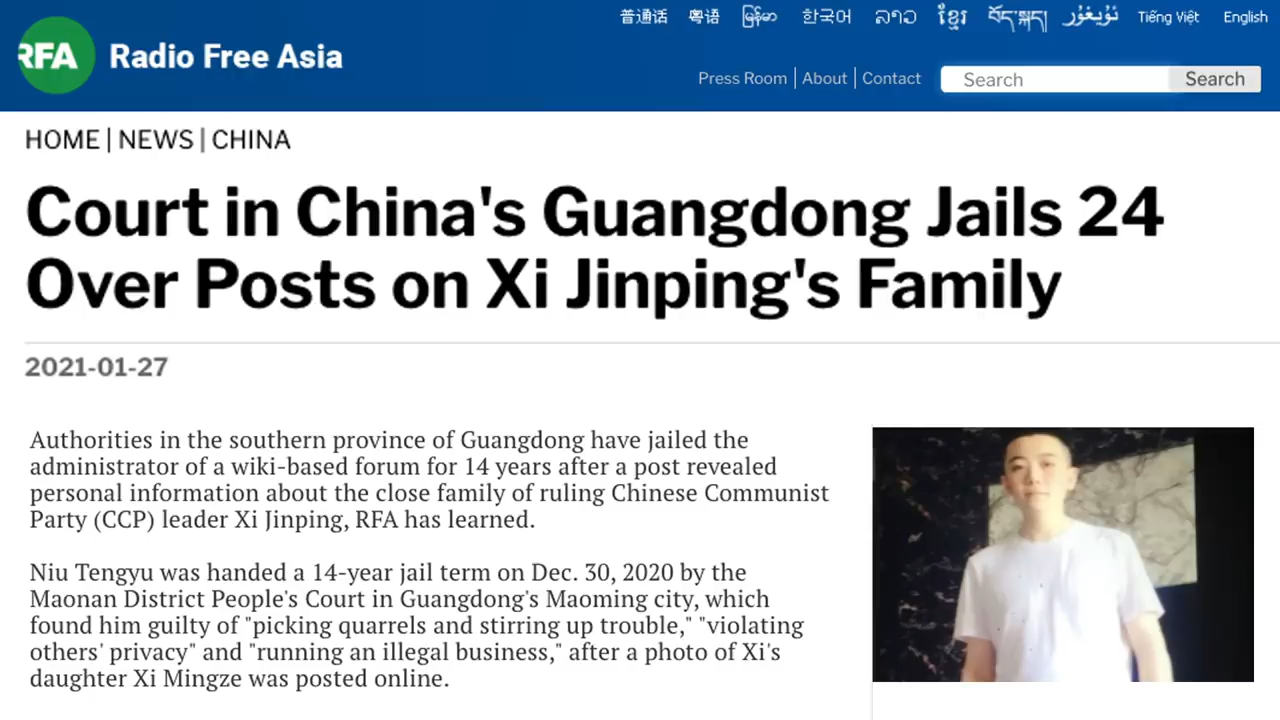 普通话 粤语 မြန်မာ 한국어 ລາວ ខ្មែរ བོད་སྐད། ئۇيغۇر Tiếng Việt English
RFA Radio Free Asia
Press Room | About | Contact Search Search
HOME | NEWS | CHINA
Court in China's Guangdong Jails 24
Over Posts on Xi Jinping's Family
2021-01-27
Authorities in the southern province of Guangdong have jailed the
administrator of a wiki-based forum for 14 years after a post revealed
personal information about the close family of ruling Chinese Communist
Party (CCP) leader Xi Jinping, RFA has learned.
Niu Tengyu was handed a 14-year jail term on Dec. 30, 2020 by the
Maonan District People's Court in Guangdong's Maoming city, which
found him guilty of "picking quarrels and stirring up trouble," "violating
others' privacy" and "running an illegal business," after a photo of Xi's
daughter Xi Mingze was posted online.